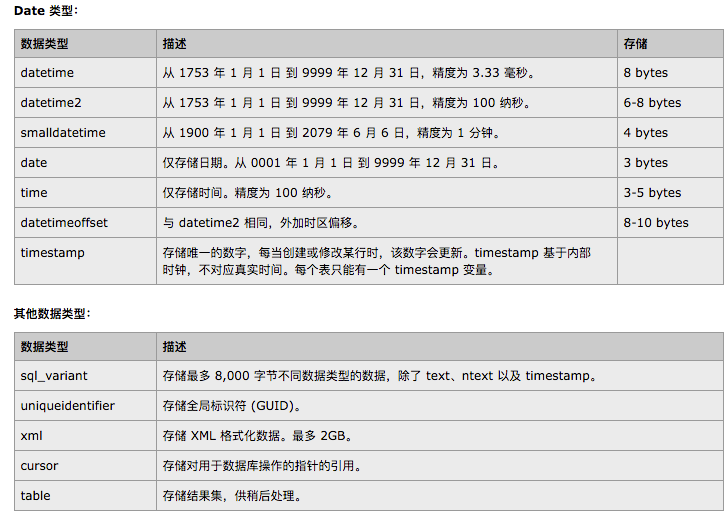 Date 类型：
数据类型 描述 存储
datetime 从 1753 年 1 月 1 日 到 9999 年 12 月 31 日，精度为 3.33 毫秒。 8 bytes
datetime2 从 1753 年 1 月 1 日 到 9999 年 12 月 31 日，精度为 100 纳秒。 6-8 bytes
smalldatetime 从 1900 年 1 月 1 日 到 2079 年 6 月 6 日，精度为 1 分钟。 4 bytes
date 仅存储日期。从 0001 年 1 月 1 日 到 9999 年 12 月 31 日。 3 bytes
time 仅存储时间。精度为 100 纳秒。 3-5 bytes
datetimeoffset 与 datetime2 相同，外加时区偏移。 8-10 bytes
timestamp 存储唯一的数字，每当创建或修改某行时，该数字会更新。timestamp 基于内部
时钟，不对应真实时间。每个表只能有一个 timestamp 变量。
其他数据类型：
数据类型 描述
sql_variant 存储最多 8,000 字节不同数据类型的数据，除了 text、ntext 以及 timestamp。
uniqueidentifier 存储全局标识符 (GUID)。
xml 存储 XML 格式化数据。最多 2GB。
cursor 存储对用于数据库操作的指针的引用。
table 存储结果集，供稍后处理。